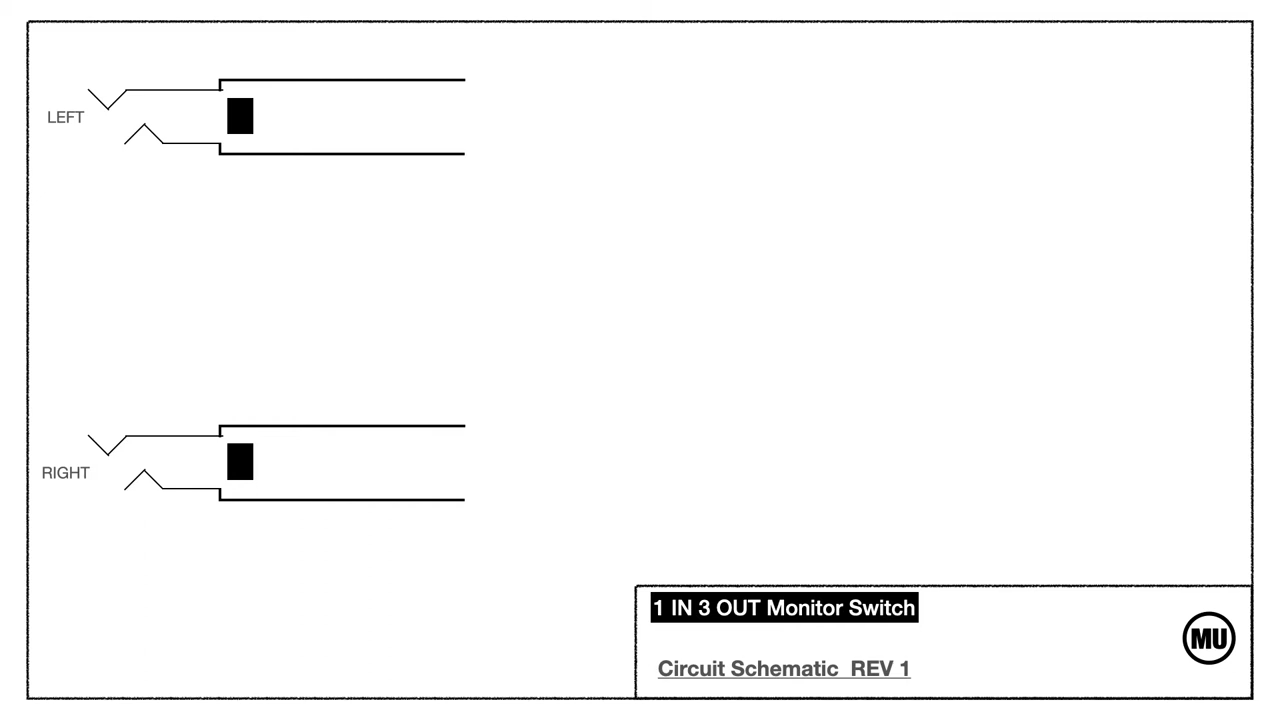 LEFT
RIGHT
1 IN 3 OUT Monitor Switch
MU
Circuit Schematic REV 1